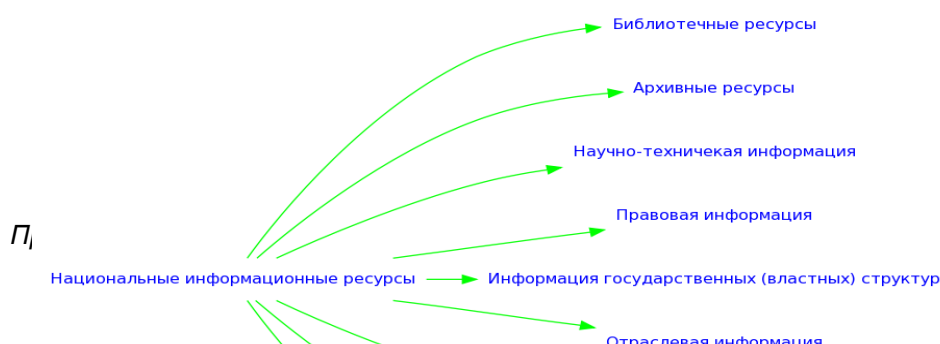 Библиотечные ресурсы
Архивные ресурсы
Научно-техничекая информация
Правовая информация
Национальные информационные ресурсы
Информация государственных (властных) структур
Отраслевая информация